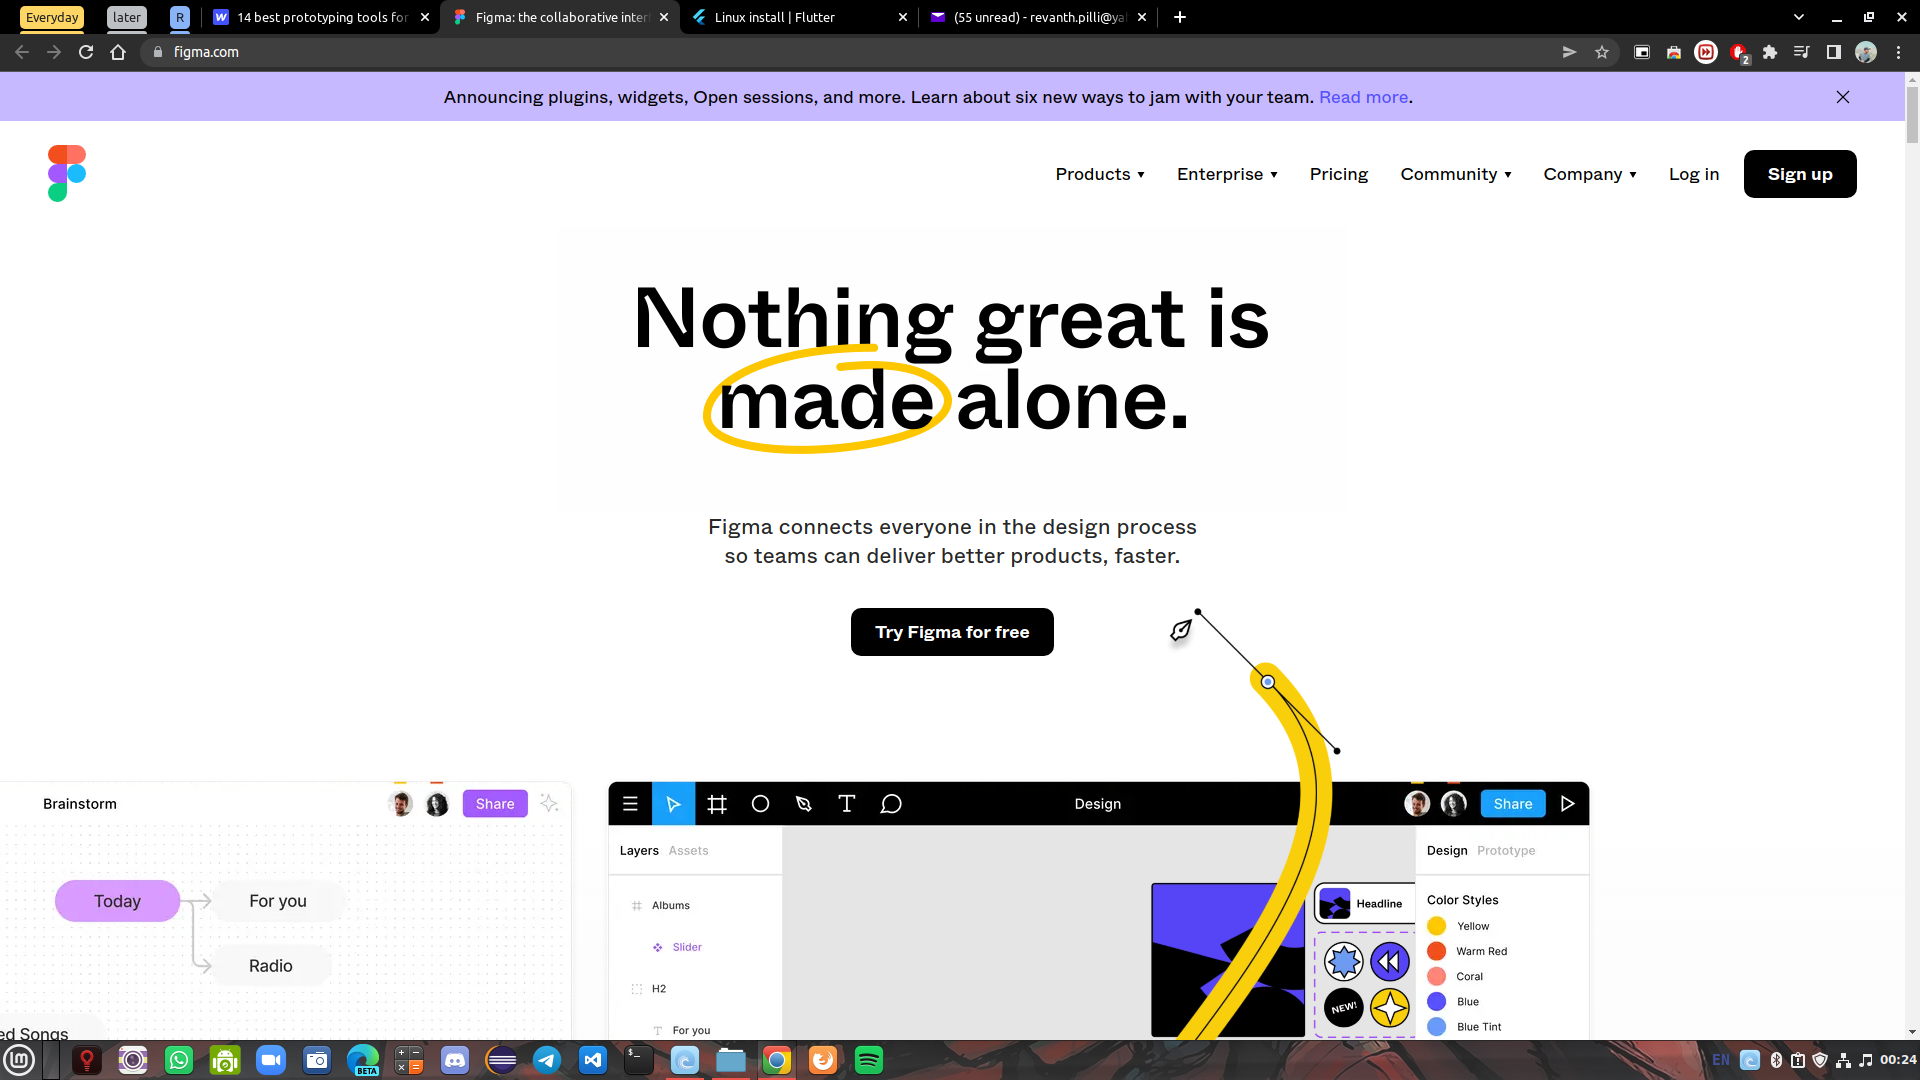 Everyday later R 14 best prototyping tools for Figma: the collaborative inter Linux install | Flutter (55 unread) - revanth.pilli@ya
figma.com 2
Announcing plugins, widgets, Open sessions, and more. Learn about six new ways to jam with your team. Read more.
Products Enterprise Pricing Community Company Log in Sign up
Nothing great is
made alone.
Figma connects everyone in the design process
so teams can deliver better products, faster.
Try Figma for free
Brainstorm Share
Today For you
Radio
ed Songs
Design Share
Layers Assets
Albums
Slider
H2
For you
Headline
NEW!
Design Prototype
Color Styles
Yellow
Warm Red
Coral
Blue
Blue Tint
BETA
EN 00:24